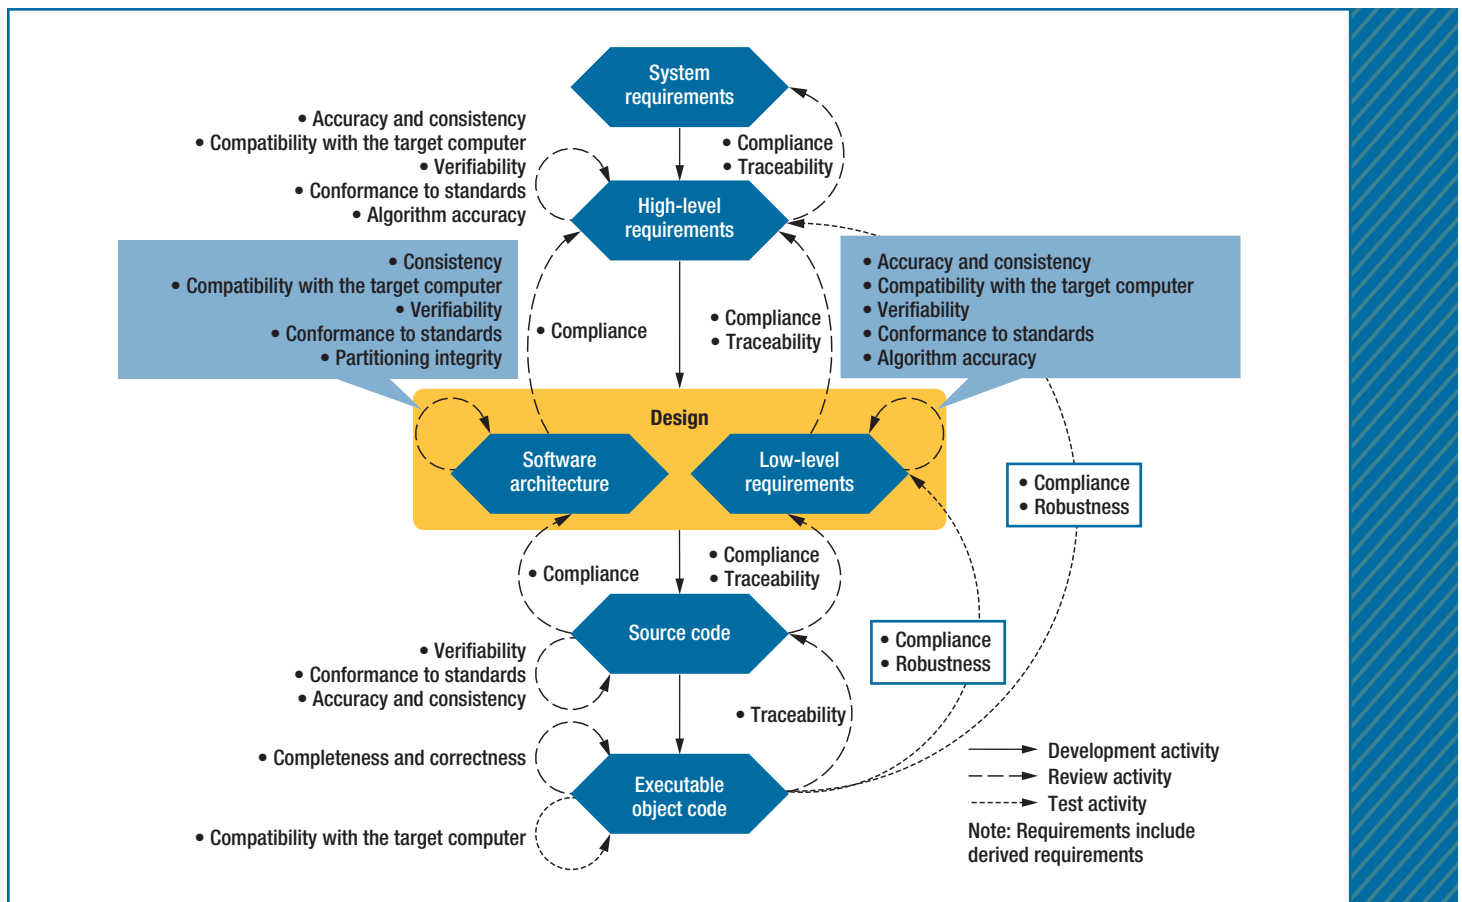 System
requirements
• Accuracy and consistency
• Compatibility with the target computer
• Verifiability
• Conformance to standards
• Algorithm accuracy
• Compliance
• Traceability
High-level
requirements
• Consistency
• Compatibility with the target computer
• Verifiability
• Conformance to standards
• Partitioning integrity
• Compliance
• Compliance
• Traceability
• Accuracy and consistency
• Compatibility with the target computer
• Verifiability
• Conformance to standards
• Algorithm accuracy
Design
Software
architecture
Low-level
requirements
• Compliance
• Robustness
• Compliance
• Compliance
• Traceability
Source code
• Compliance
• Robustness
• Verifiability
• Conformance to standards
• Accuracy and consistency
• Traceability
• Completeness and correctness
Executable
object code
• Compatibility with the target computer
Development activity
Review activity
Test activity
Note: Requirements include
derived requirements